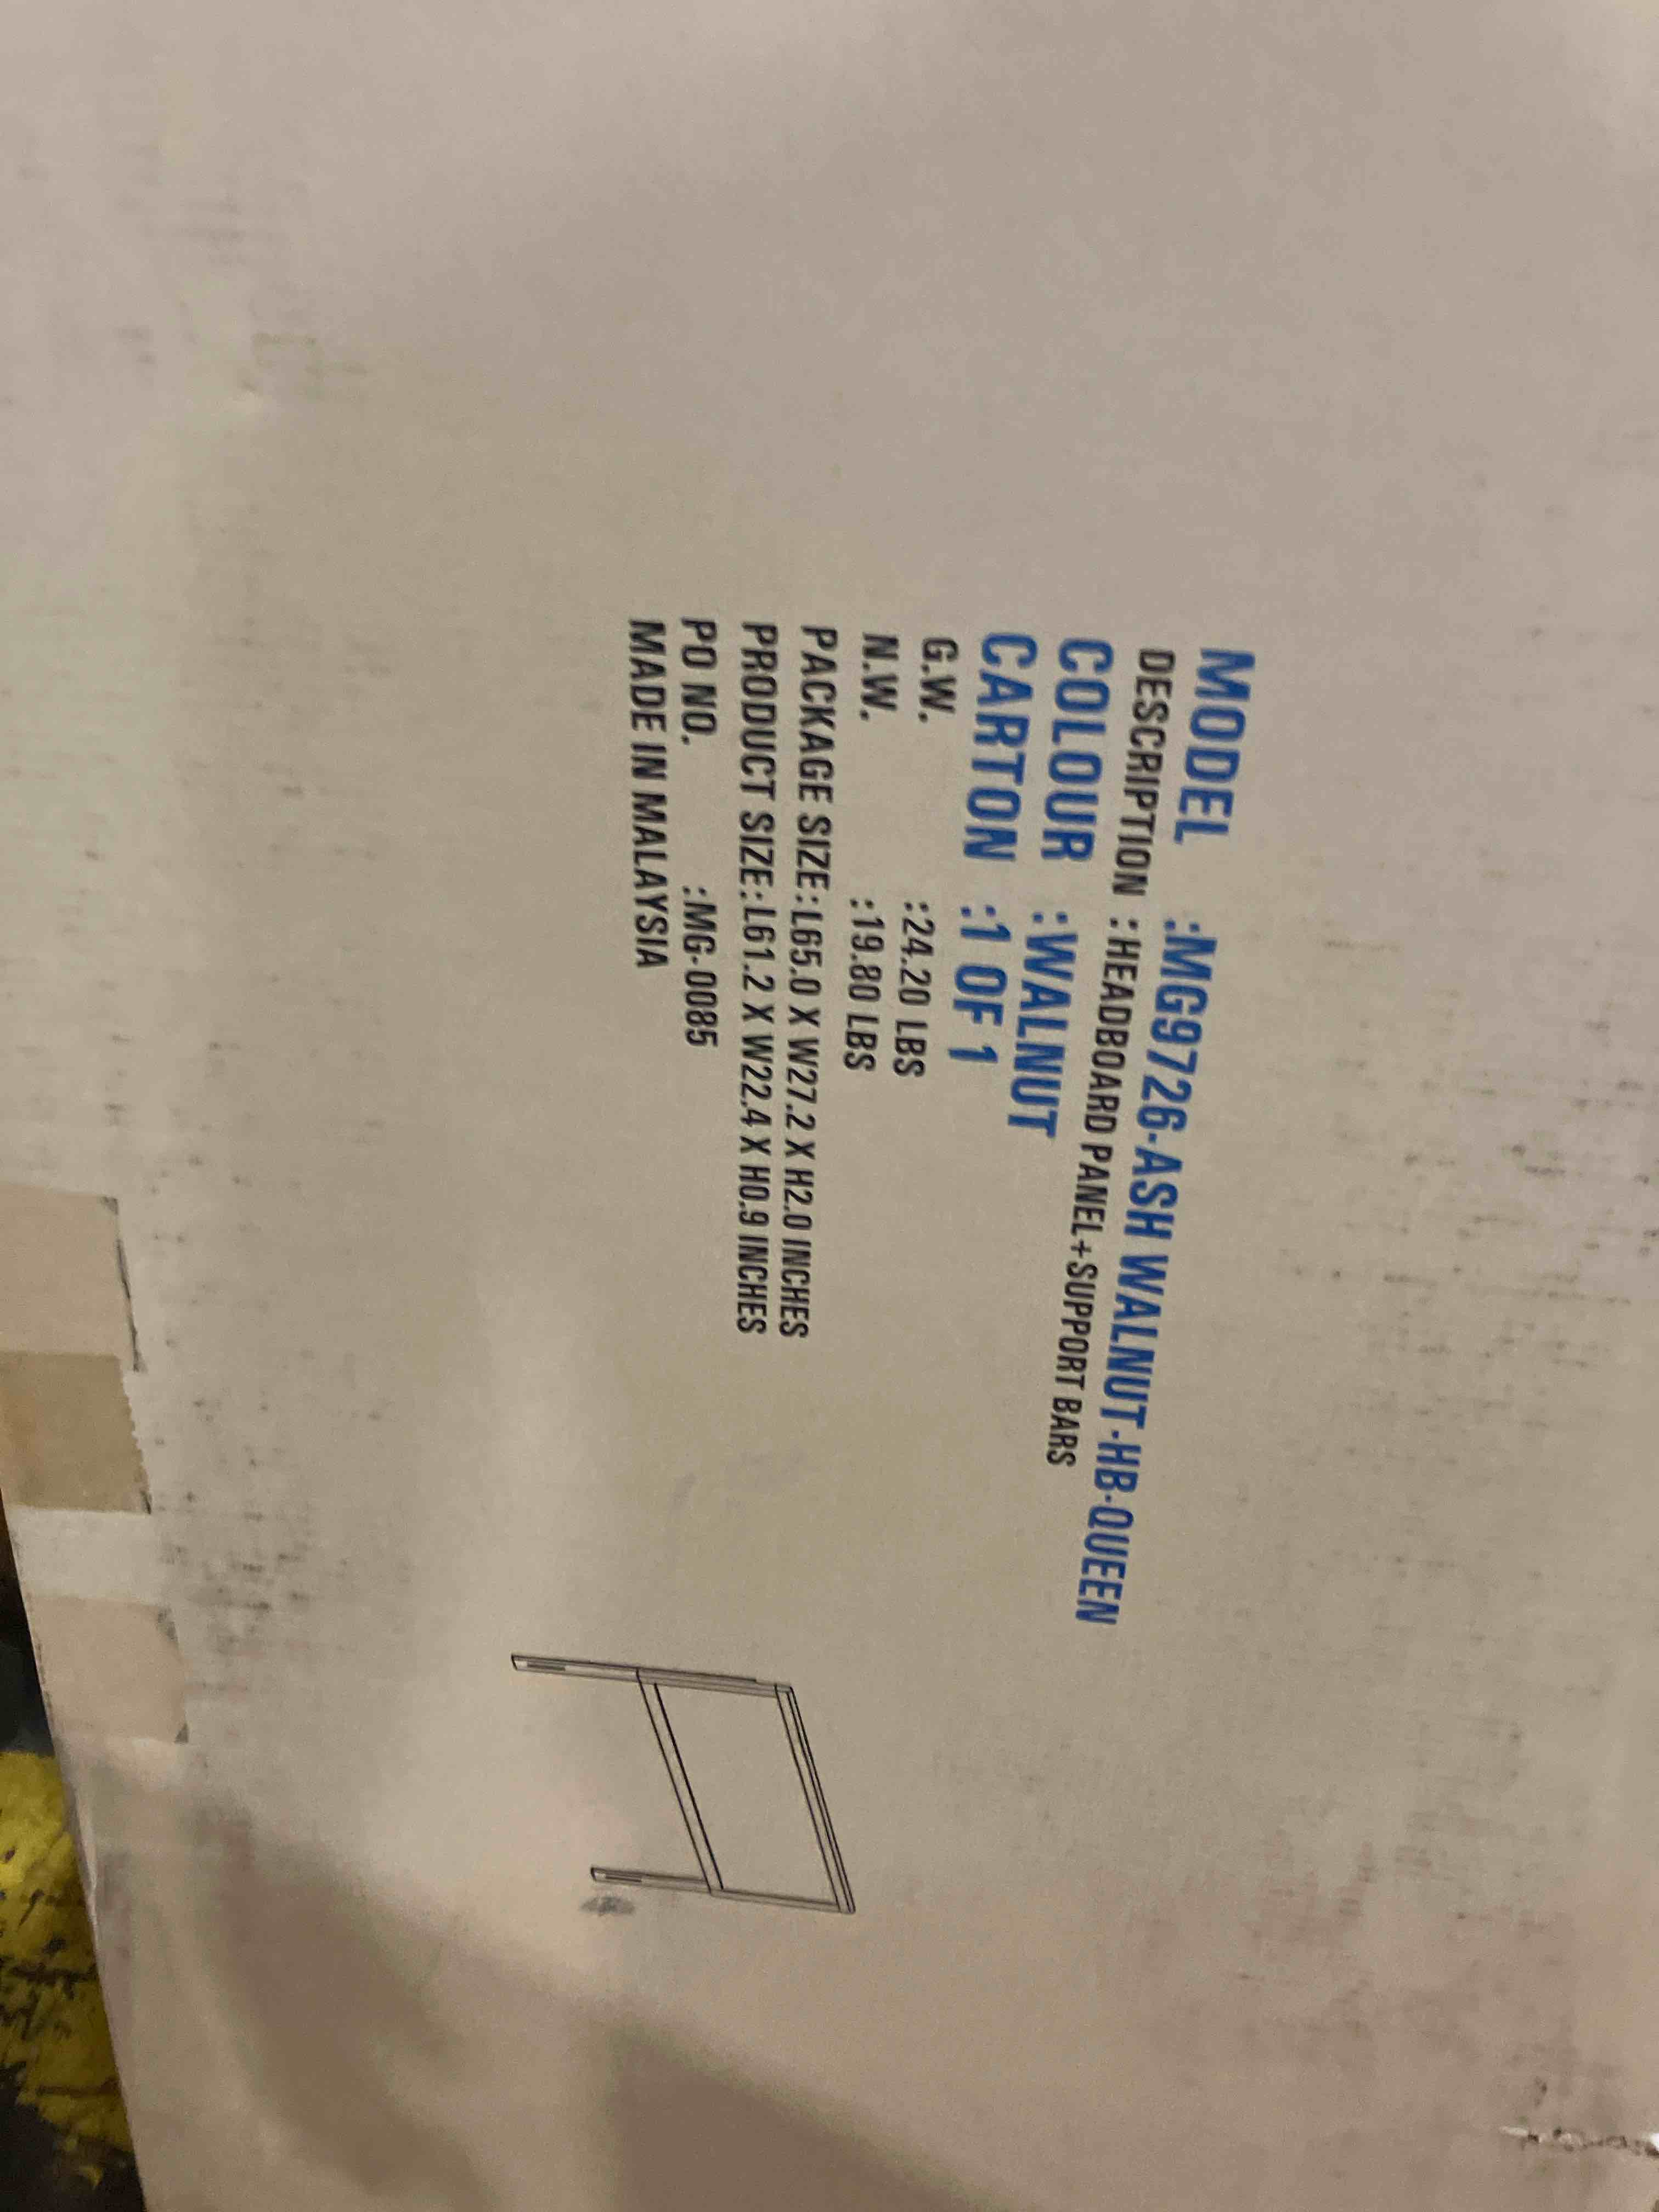 MODEL :MG9726-ASH WALNUT-HB-QUEEN
DESCRIPTION :HEADBOARD PANEL+SUPPORT BARS
COLOUR :WALNUT
CARTON :1 OF 1
G.W. :24.20 LBS
N.W. :19.80 LBS
PACKAGE SIZE:L65.0 X W27.2 X H2.0 INCHES
PRODUCT SIZE:L61.2 X W22.4 X H0.9 INCHES
PO NO. :MG-0085
MADE IN MALAYSIA